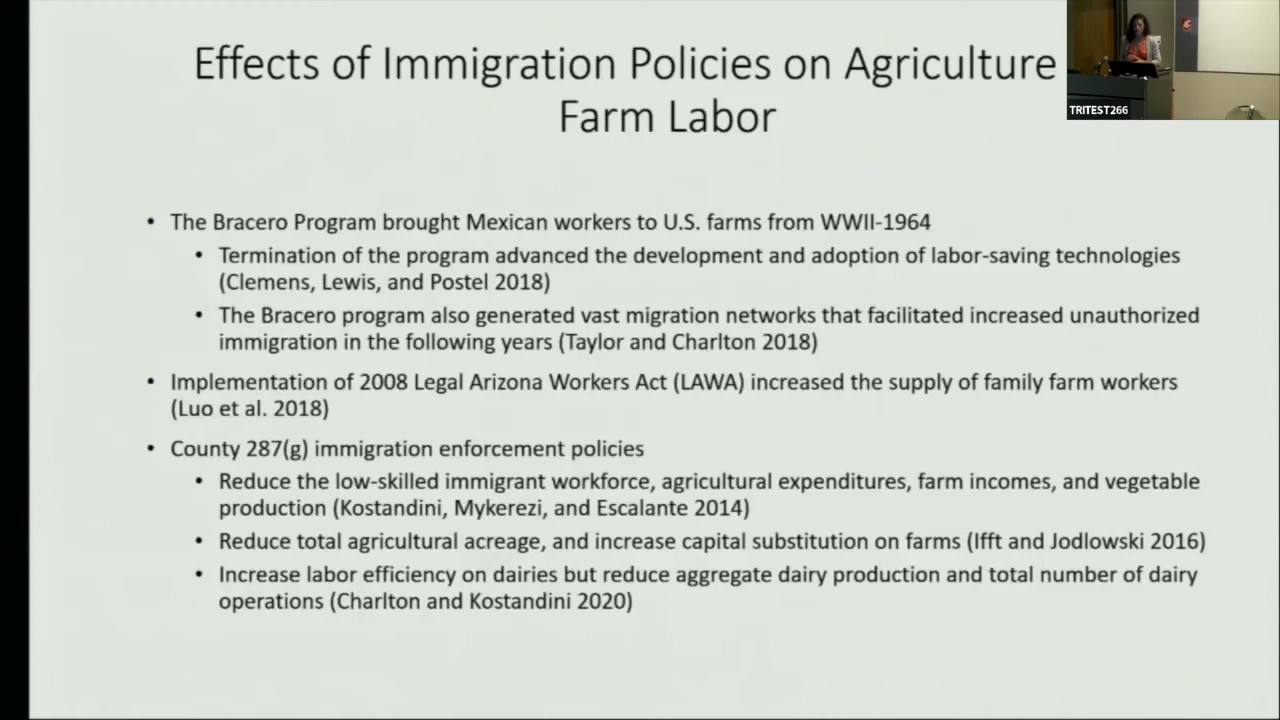 Effects of Immigration Policies on Agriculture
Farm Labor
TRITEST266
• The Bracero Program brought Mexican workers to U.S. farms from WWII-1964
• Termination of the program advanced the development and adoption of labor-saving technologies
(Clemens, Lewis, and Postel 2018)
• The Bracero program also generated vast migration networks that facilitated increased unauthorized
immigration in the following years (Taylor and Charlton 2018)
• Implementation of 2008 Legal Arizona Workers Act (LAWA) increased the supply of family farm workers
(Luo et al. 2018)
• County 287(g) immigration enforcement policies
• Reduce the low-skilled immigrant workforce, agricultural expenditures, farm incomes, and vegetable
production (Kostandini, Mykerezi, and Escalante 2014)
• Reduce total agricultural acreage, and increase capital substitution on farms (Ifft and Jodlowski 2016)
• Increase labor efficiency on dairies but reduce aggregate dairy production and total number of dairy
operations (Charlton and Kostandini 2020)